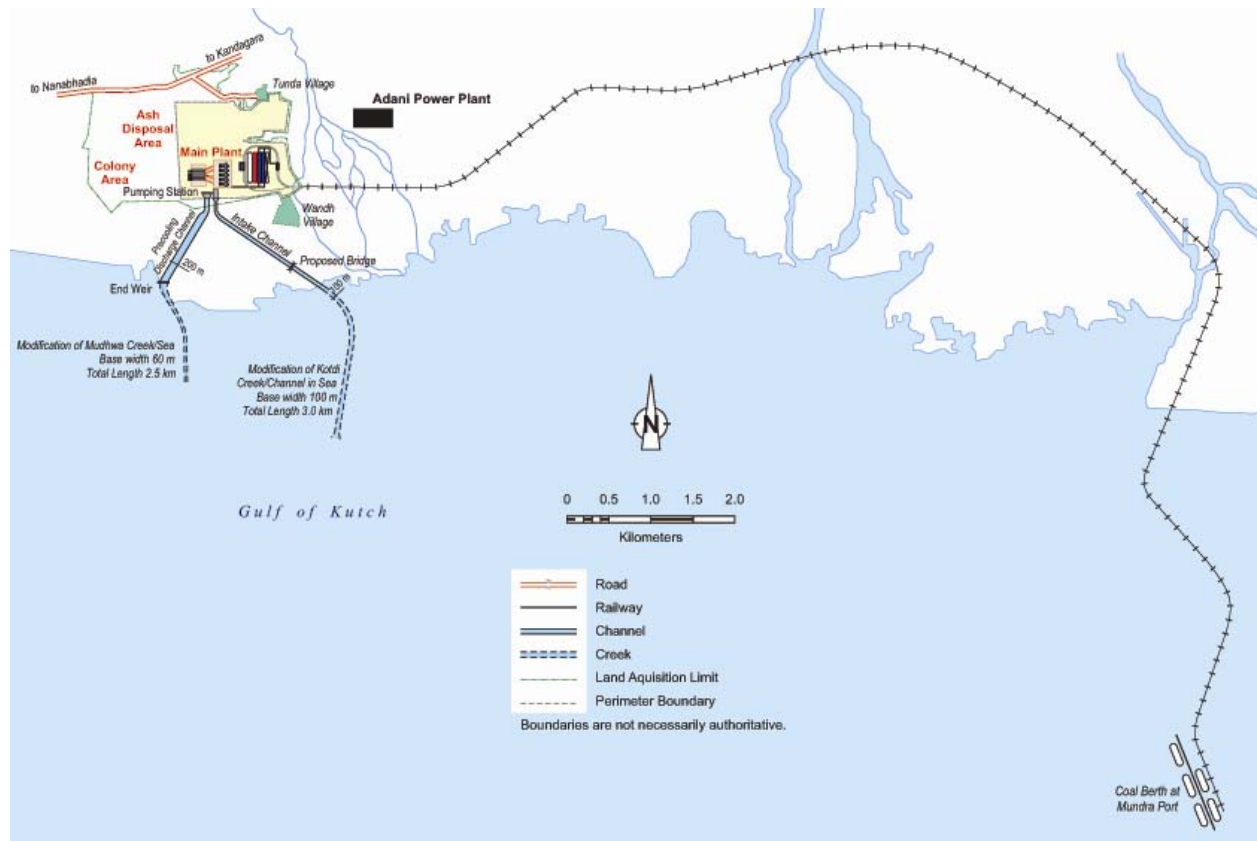 to Kandagara
to Nanabhadia
Tunda Village
Adani Power Plant
Ash
Disposal
Area
Main Plant
Colony
Area
Pumping Station
Wandh
Village
Precooling
Discharge Channel
200 m
Intake Channel
Proposed Bridge
200 m
End Weir
Modification of Mudhwa Creek/Sea
Base width 60 m
Total Length 2.5 km
Modification of Kotdi
Creek/Channel in Sea
Base width 100 m
Total Length 3.0 km
N
Gulf of Kutch
0 0.5 1.0 1.5 2.0
Kilometers
Road
Railway
Channel
Creek
Land Aquisition Limit
Perimeter Boundary
Boundaries are not necessarily authoritative.
Coal Berth at
Mundra Port